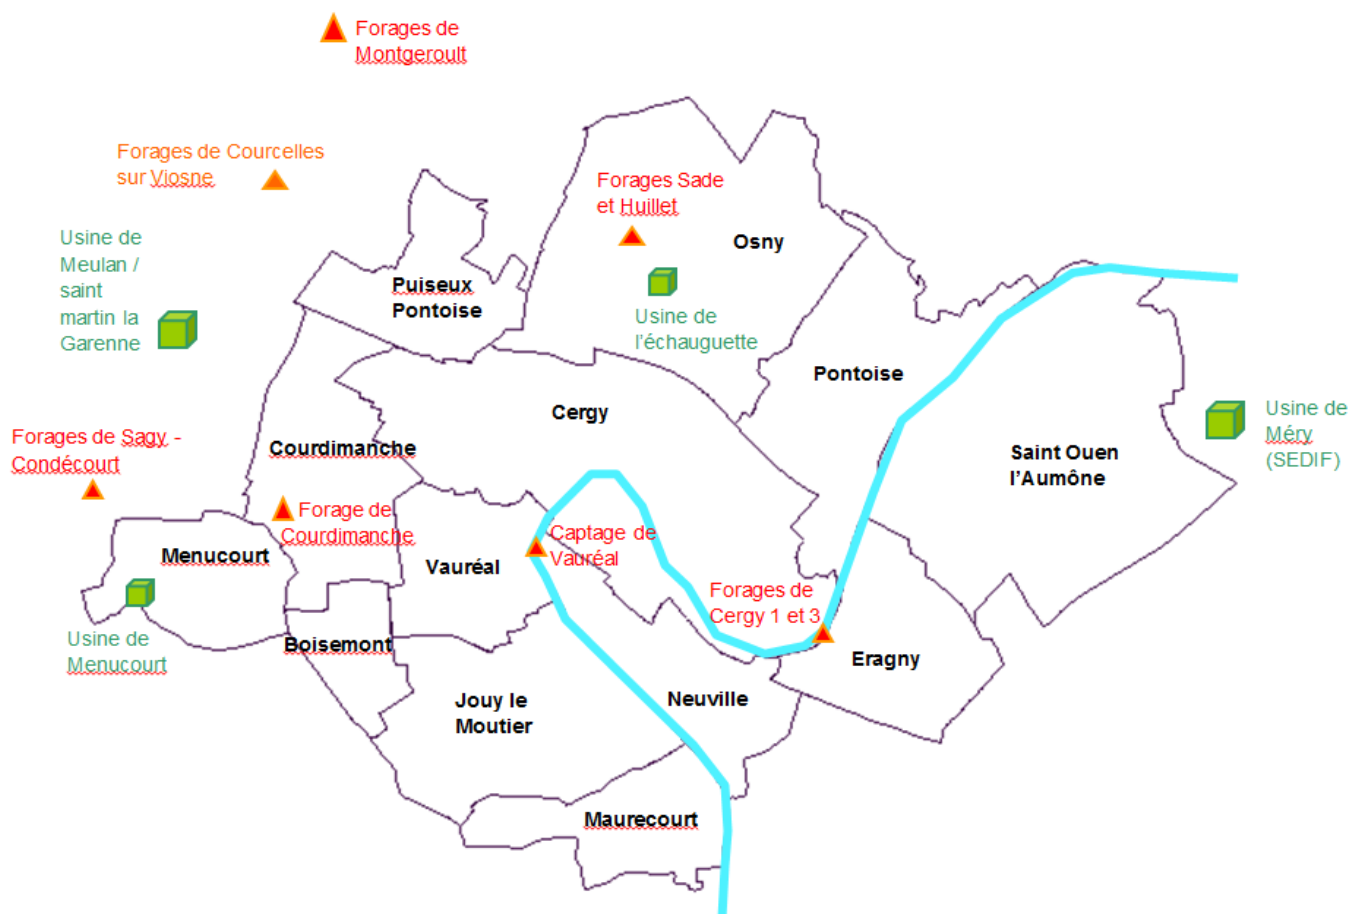 Forages de
Montgeroult
Forages de Courcelles
sur Viosne
Forages Sade
et Huillet
Usine de
Meulan /
saint
martin la
Garenne
Osny
Puiseux
Pontoise
Usine de
l'échauguette
Pontoise
Cergy
Usine de
Méry
(SEDIF)
Forages de Sagy -
Condécourt
Courdimanche
Saint Ouen
l'Aumône
Forage de
Courdimanche
Captage de
Vauréal
Menucourt
Vauréal
Forages de
Cergy 1 et 3
Usine de
Menucourt
Boisemont
Eragny
Jouy le
Moutier
Neuville
Maurecourt